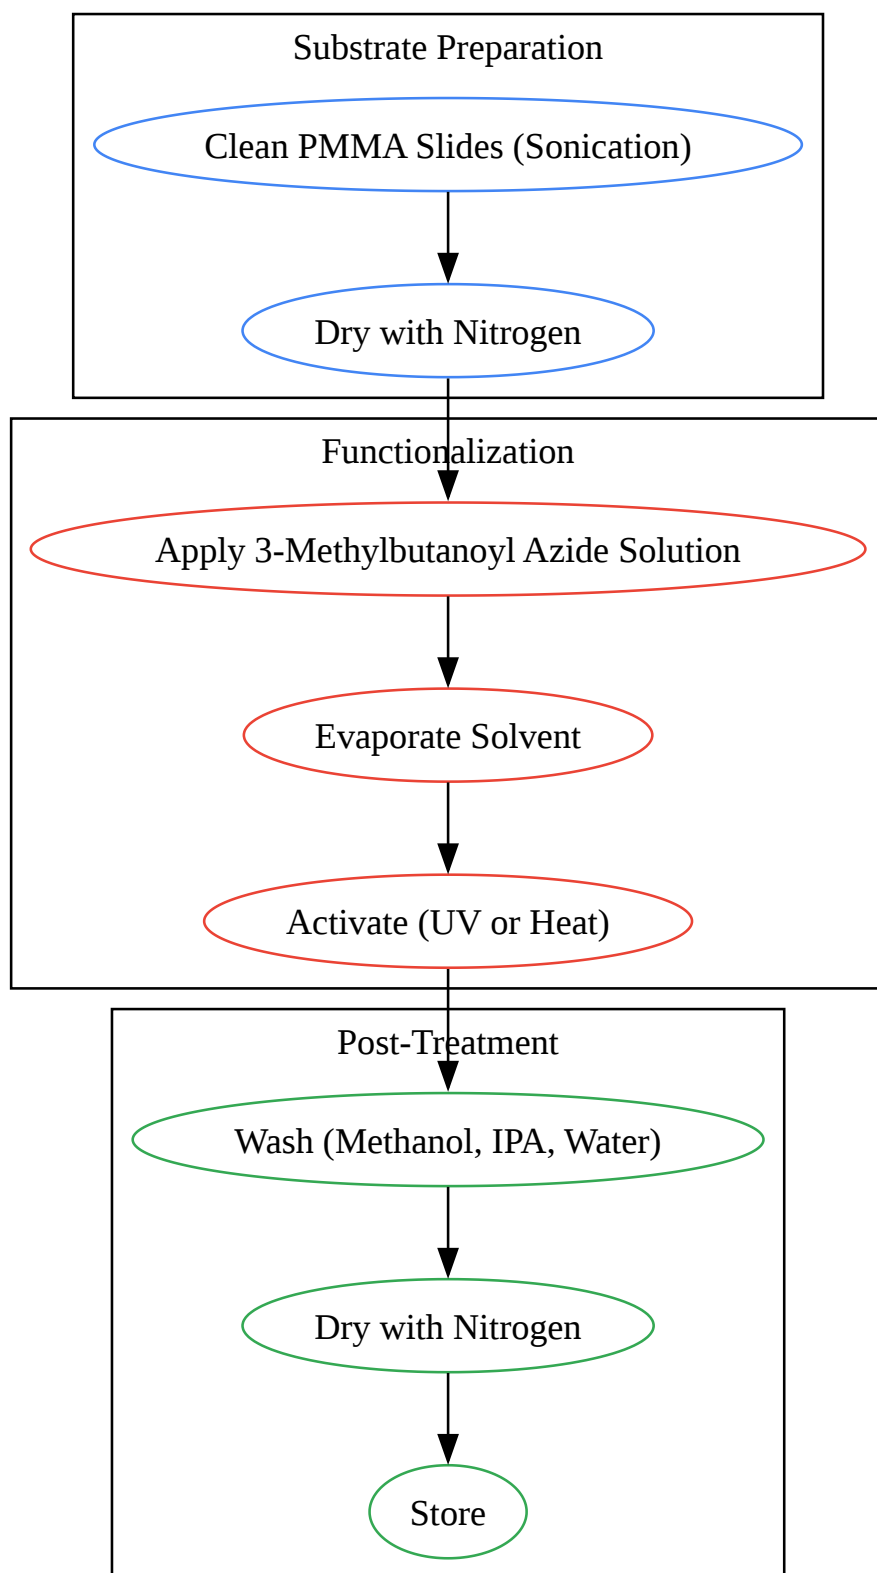 Substrate Preparation
Clean PMMA Slides (Sonication)
Dry with Nitrogen
Functionalization
Apply 3-Methylbutanoyl Azide Solution
Evaporate Solvent
Activate (UV or Heat)
Post-Treatment
Wash (Methanol, IPA, Water)
Dry with Nitrogen
Store